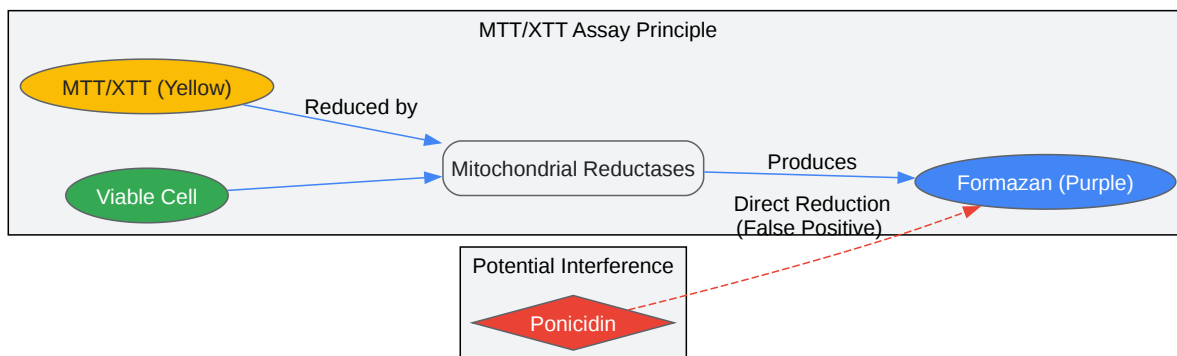 MTT/XTT Assay Principle
MTT/XTT (Yellow)
Reduced by
Viable Cell
Mitochondrial Reductases
Produces
Formazan (Purple)
Direct Reduction
(False Positive)
Potential Interference
Ponicidin